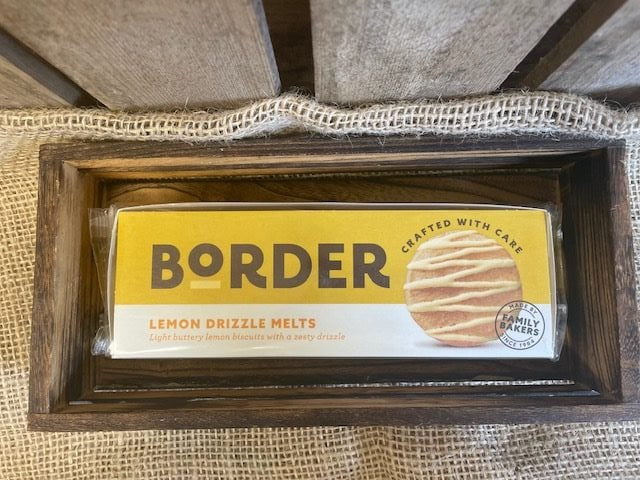 BORDER
CRAFTED WITH CARE
LEMON DRIZZLE MELTS
Light buttery lemon biscuits with a zesty drizzle
MADE BY
FAMILY
BAKERS
SINCE 1984